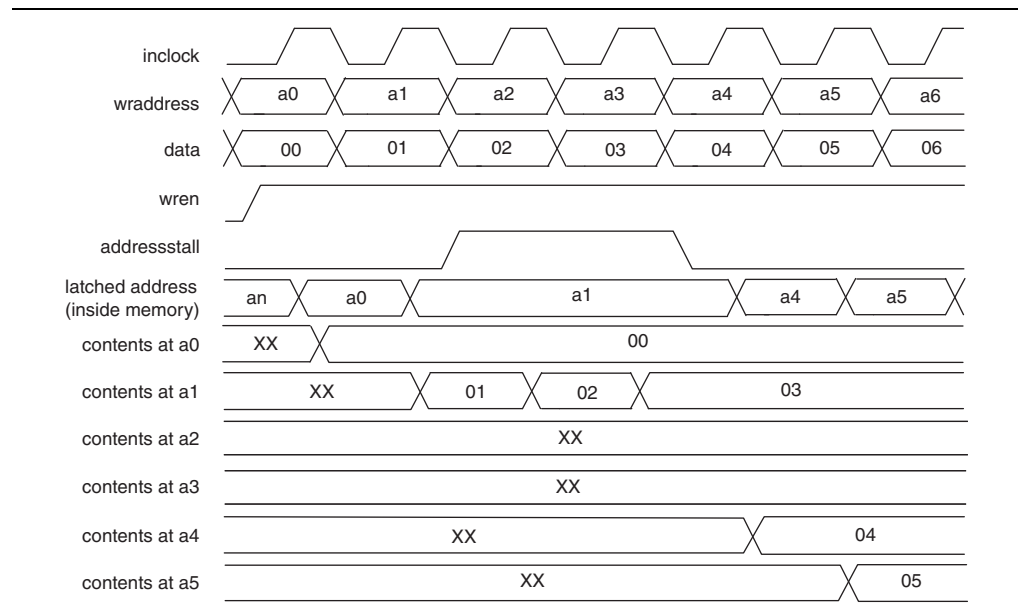 inclock
wraddress a0 a1 a2 a3 a4 a5 a6
data 00 01 02 03 04 05 06
wren
addressstall
latched address
(inside memory) an a0 a1 a4 a5
contents at a0 XX 00
contents at a1 XX 01 02 03
contents at a2 XX
contents at a3 XX
contents at a4 XX 04
contents at a5 XX 05